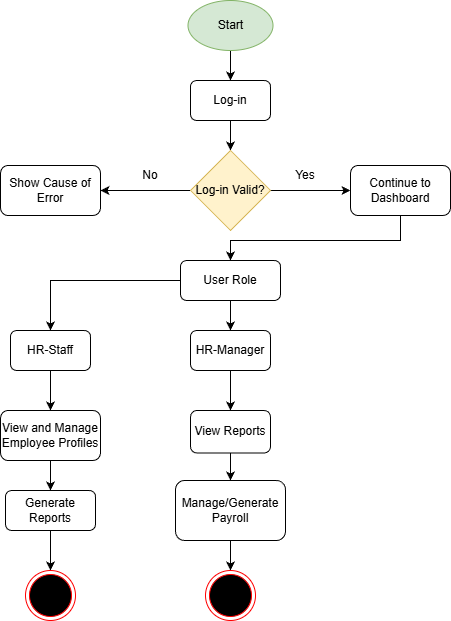 Start
Log-in
No
Yes
Log-in Valid?
Show Cause of
Error
Continue to
Dashboard
User Role
HR-Staff
HR-Manager
View and Manage
Employee Profiles
View Reports
Generate
Reports
Manage/Generate
Payroll